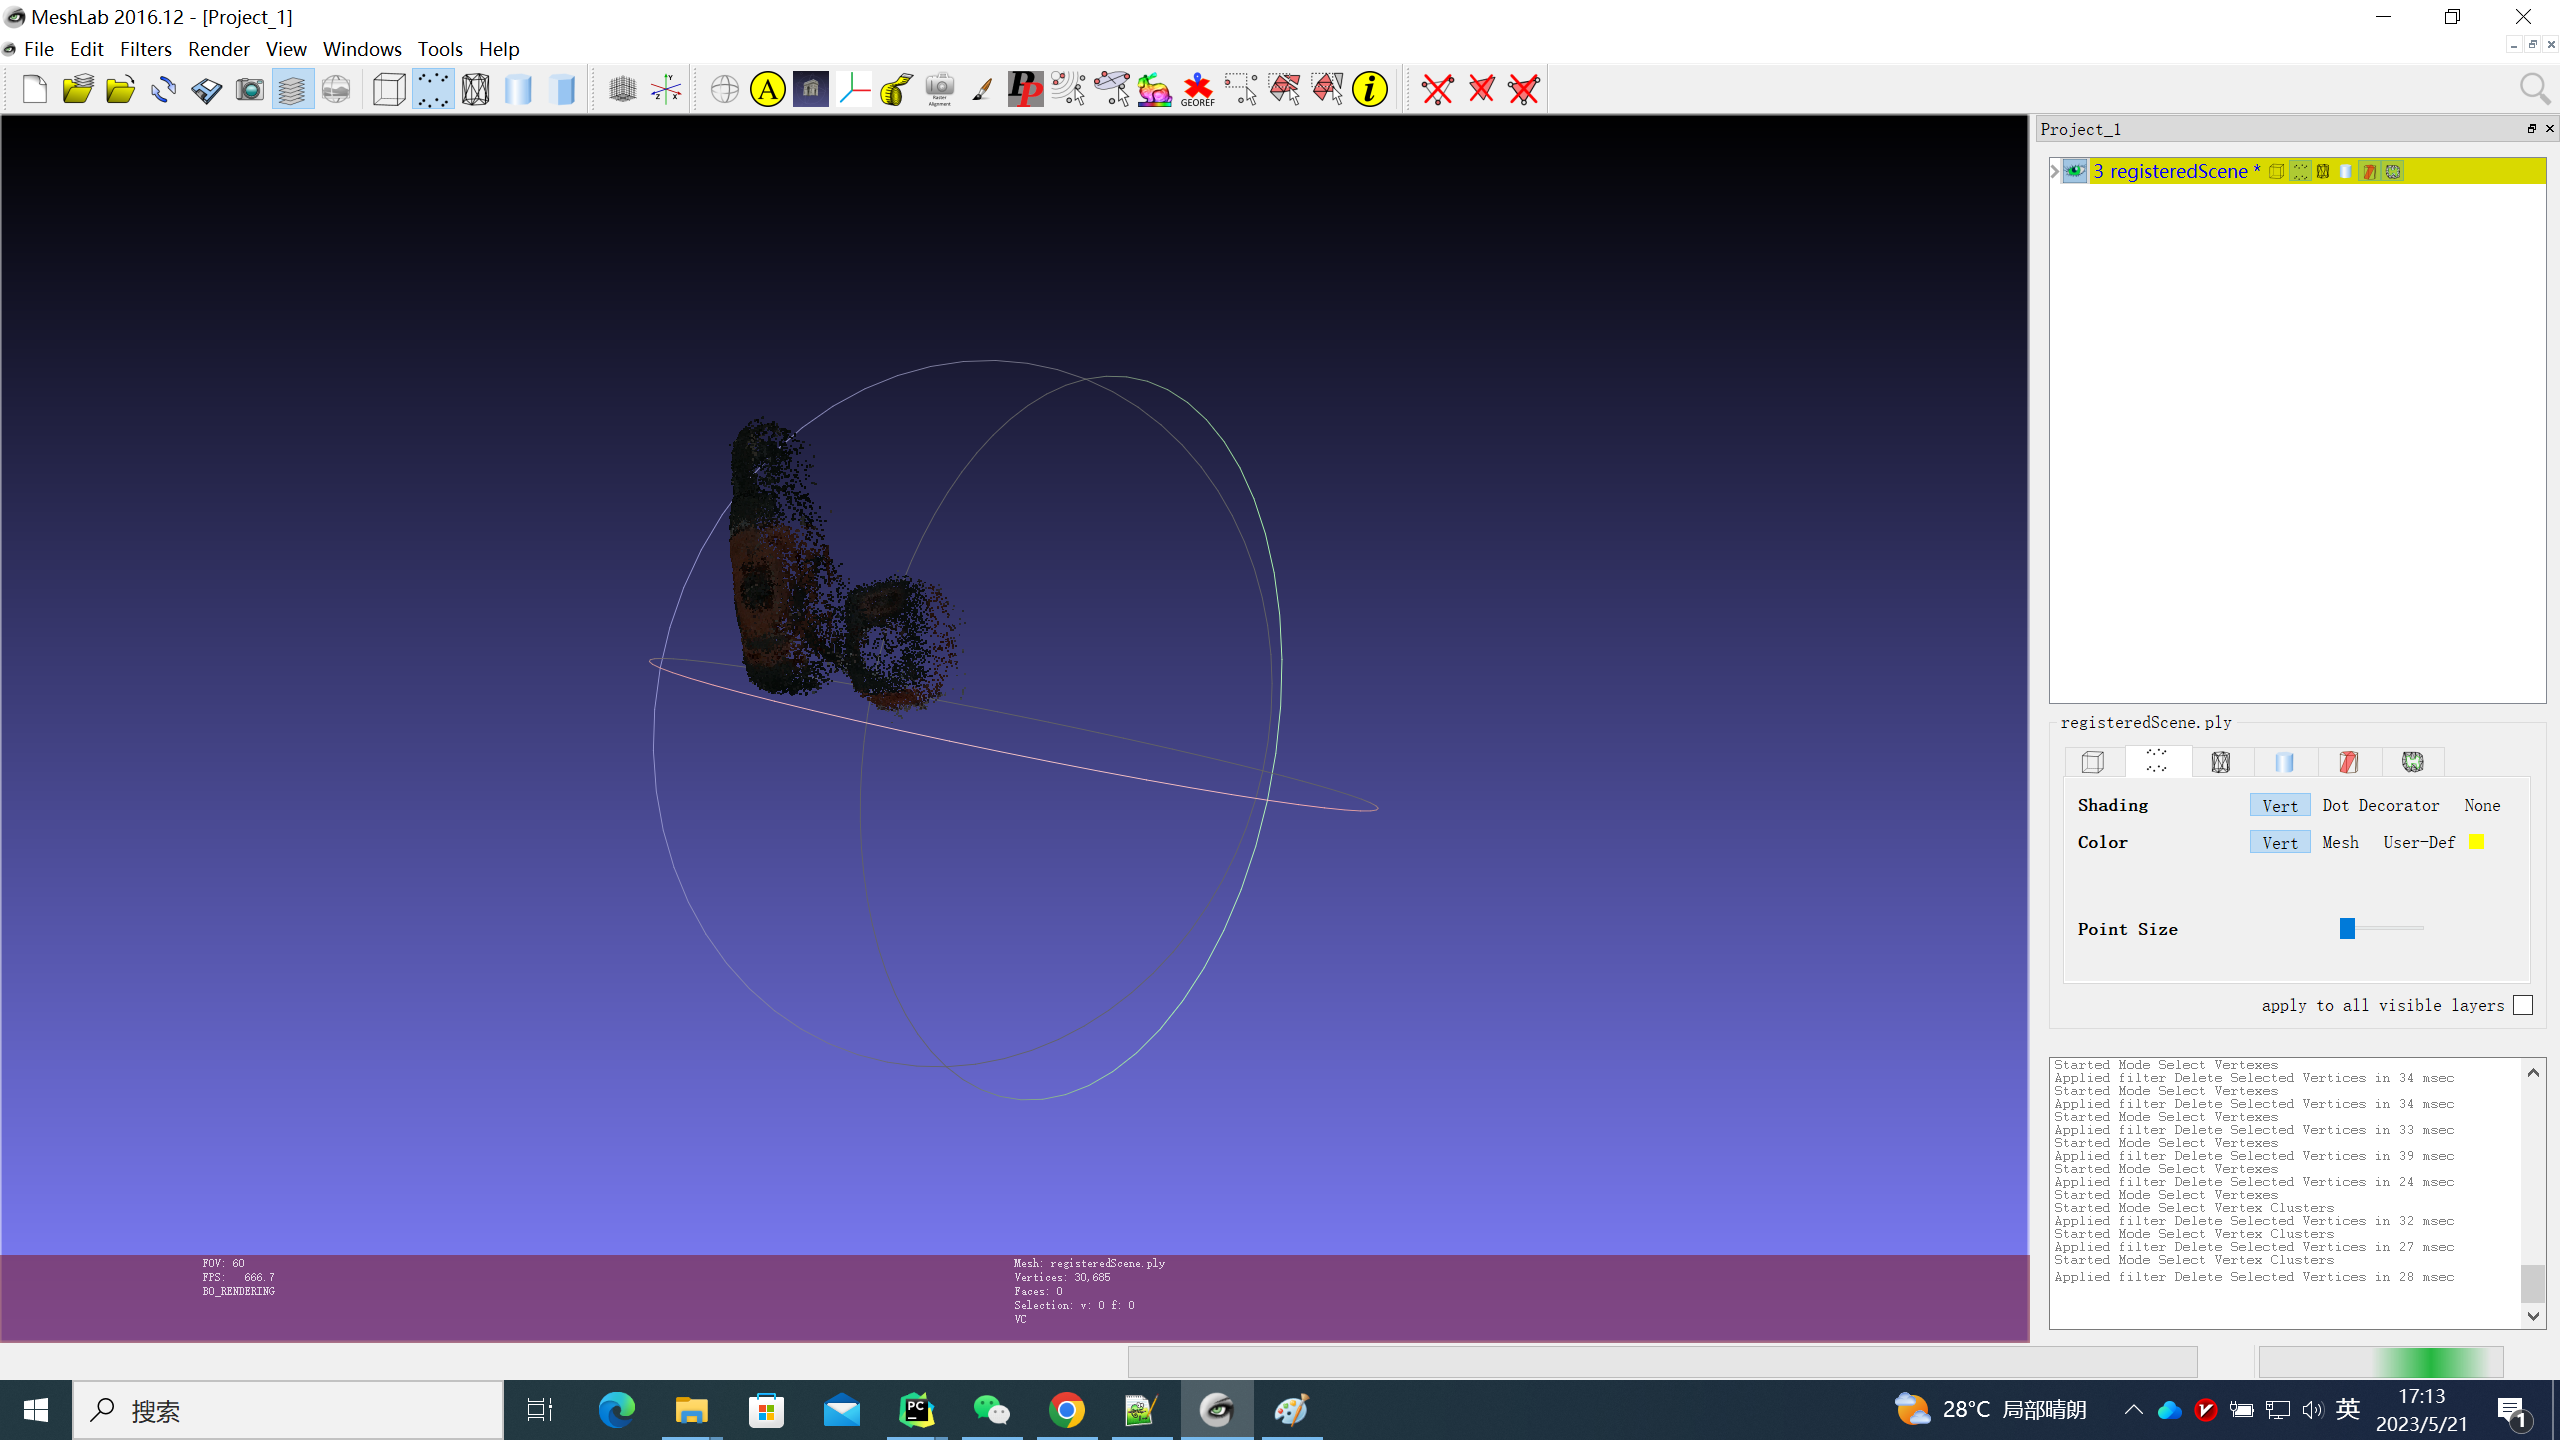 MeshLab 2016.12 - [Project_1]
File Edit Filters Render View Windows Tools Help
A
Raster Alignment
PP
GEOREF
i
Project_1
3 registeredScene *
registeredScene.ply
Shading Vert Dot Decorator None
Color Vert Mesh User-Def
Point Size
apply to all visible layers
Started Mode Select Vertexes
Applied filter Delete Selected Vertices in 34 msec
Started Mode Select Vertexes
Applied filter Delete Selected Vertices in 34 msec
Started Mode Select Vertexes
Applied filter Delete Selected Vertices in 33 msec
Started Mode Select Vertexes
Applied filter Delete Selected Vertices in 39 msec
Started Mode Select Vertexes
Applied filter Delete Selected Vertices in 24 msec
Started Mode Select Vertexes
Started Mode Select Vertex Clusters
Applied filter Delete Selected Vertices in 32 msec
Started Mode Select Vertex Clusters
Applied filter Delete Selected Vertices in 27 msec
Started Mode Select Vertex Clusters
Applied filter Delete Selected Vertices in 28 msec
FOV: 60
FPS: 666.7
BO_RENDERING
Mesh: registeredScene.ply
Vertices: 30,685
Faces: 0
Selection: v: 0 f: 0
VC
搜索
PC
28°C 局部晴朗
英
17:13
2023/5/21
1